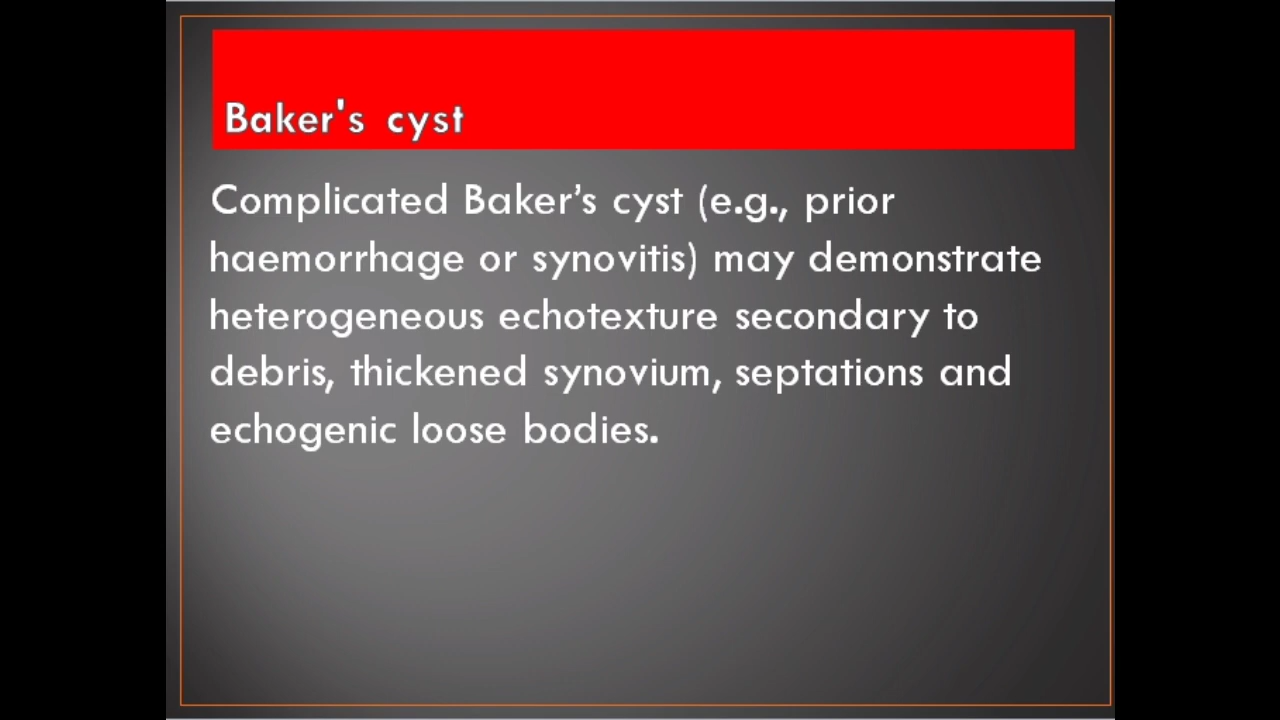 Baker's cyst
Complicated Baker’s cyst (e.g., prior
haemorrhage or synovitis) may demonstrate
heterogeneous echotexture secondary to
debris, thickened synovium, septations and
echogenic loose bodies.